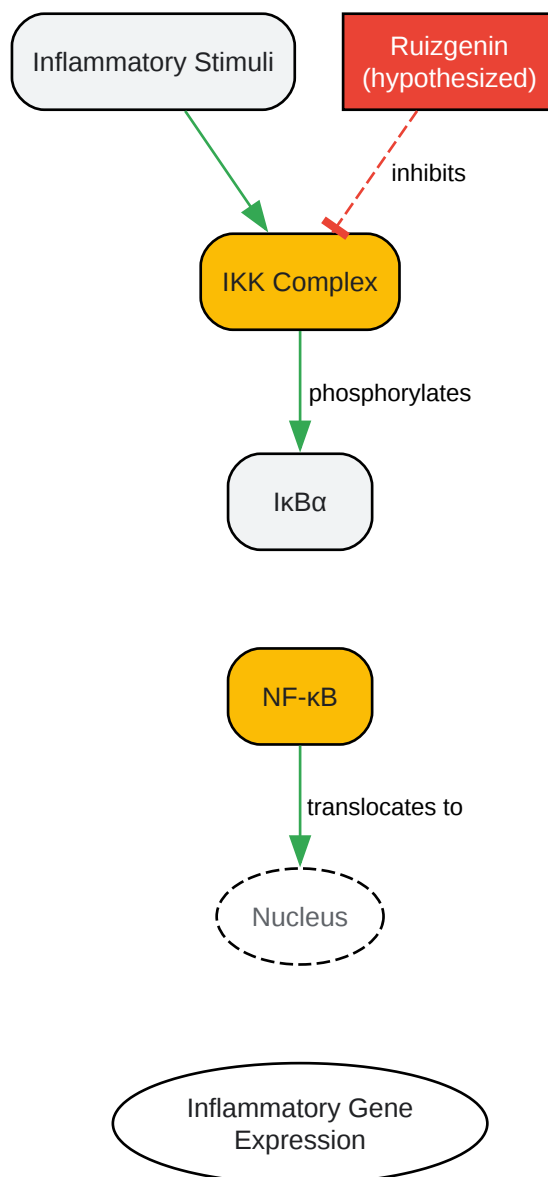 Inflammatory Stimuli
Ruizgenin
(hypothesized)
inhibits
IKK Complex
phosphorylates
IκBα
NF-κB
translocates to
Nucleus
Inflammatory Gene
Expression